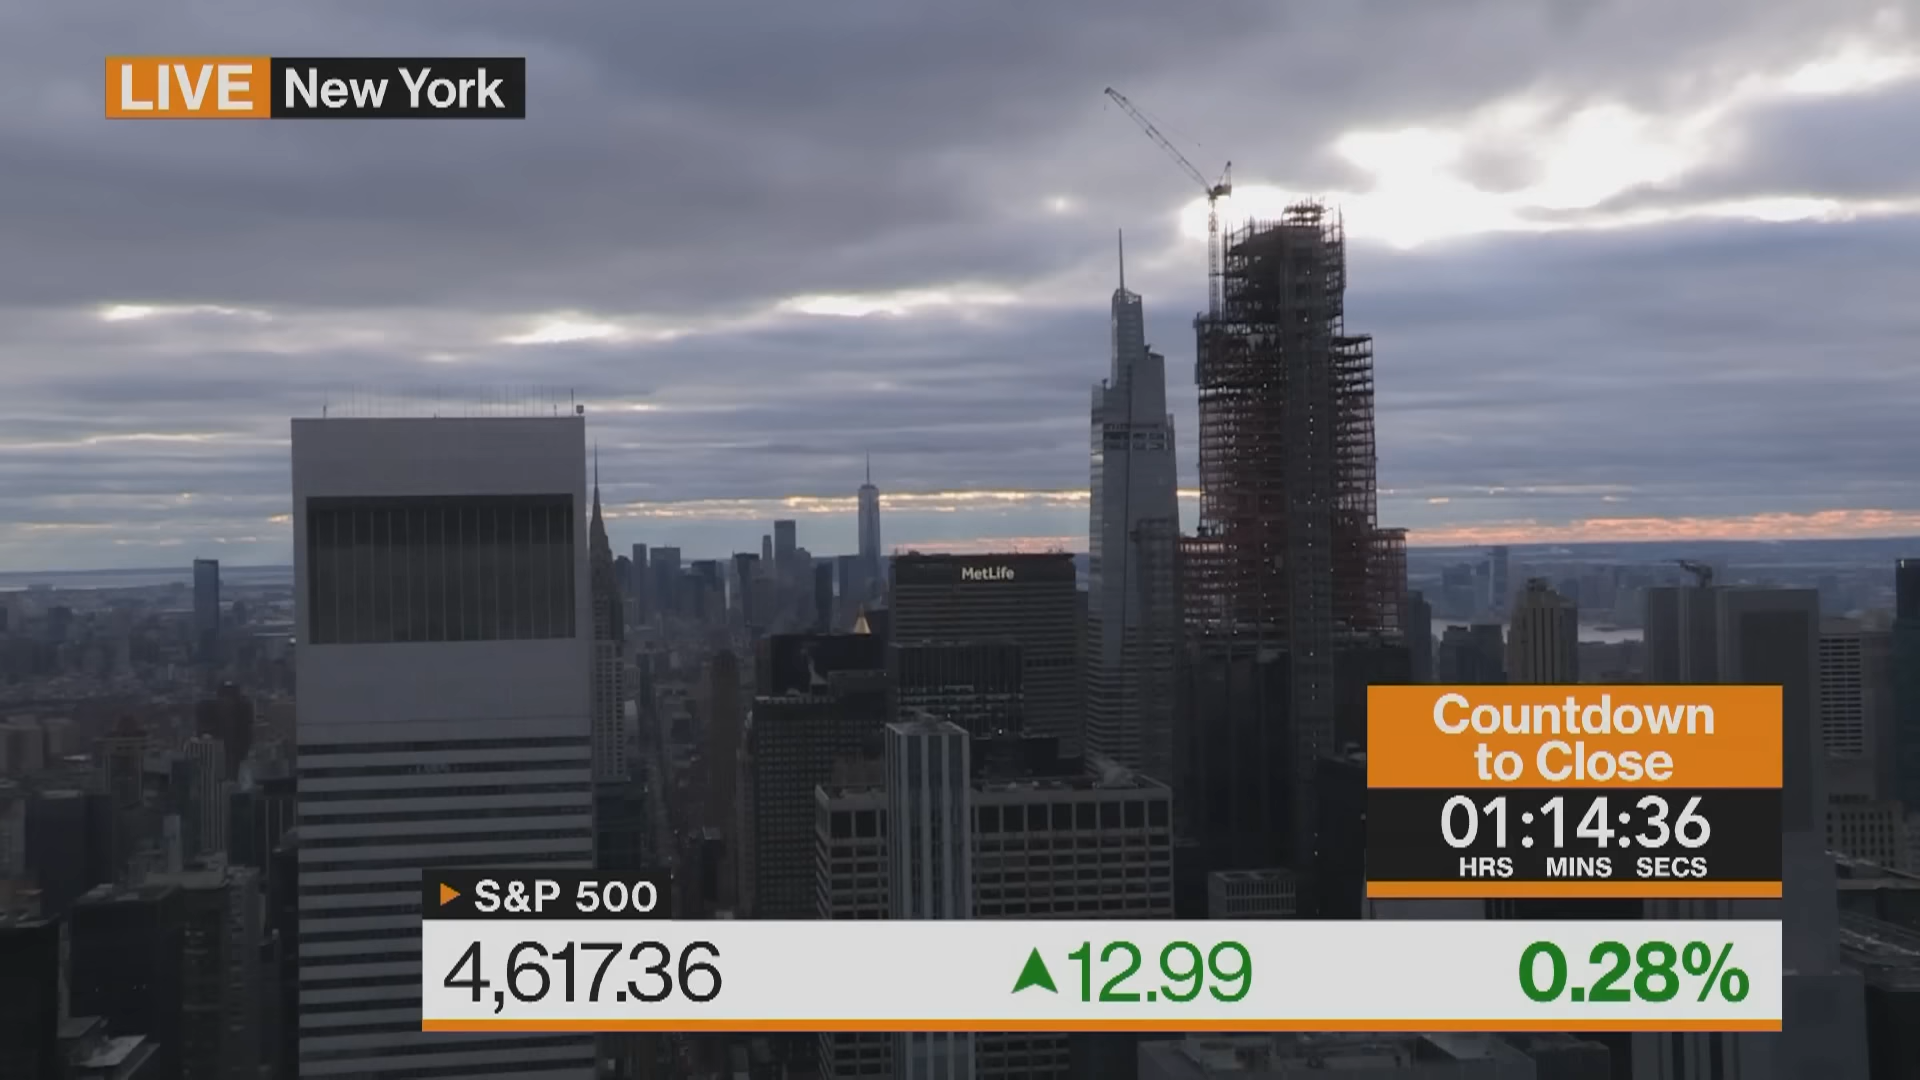 LIVE New York
MetLife
Countdown
to Close
01:14:36
HRS MINS SECS
S&P 500
4,617.36 ▲12.99 0.28%